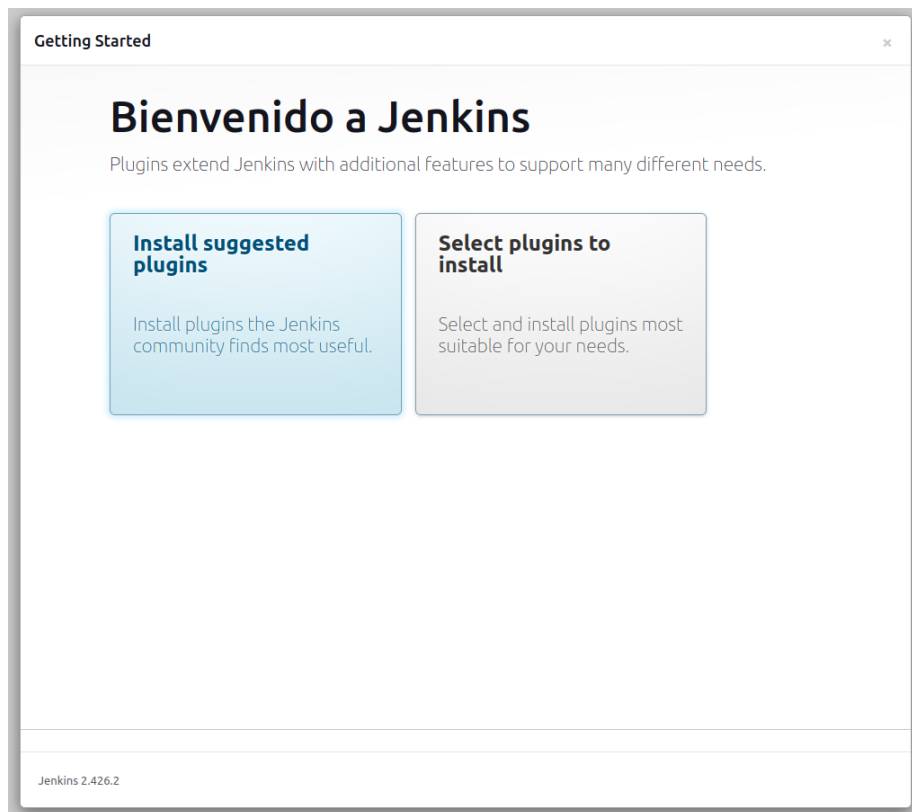 Getting Started
×
Bienvenido a Jenkins
Plugins extend Jenkins with additional features to support many different needs.
Install suggested
plugins
Install plugins the Jenkins
community finds most useful.
Select plugins to
install
Select and install plugins most
suitable for your needs.
Jenkins 2.426.2